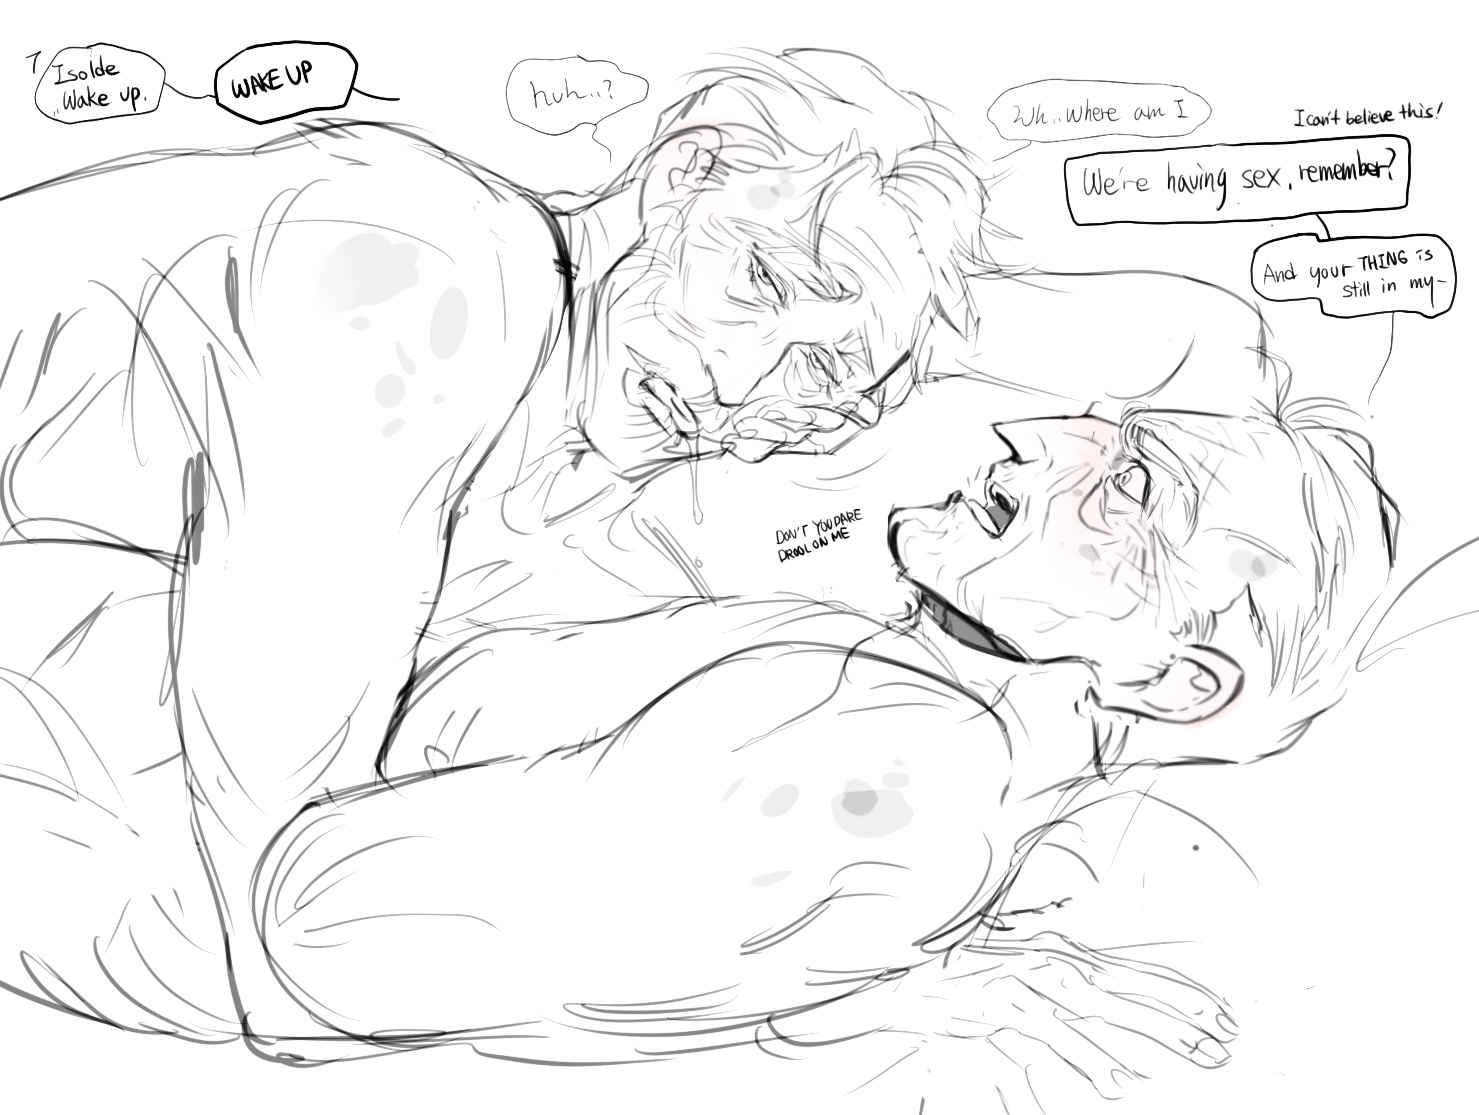 Isolde
..Wake up.
WAKE UP
huh...?
Wh..where am I
I can't believe this!
We're having sex, remember?
And your THING is
still in my-
DON'T YOU DARE
DROOL ON ME